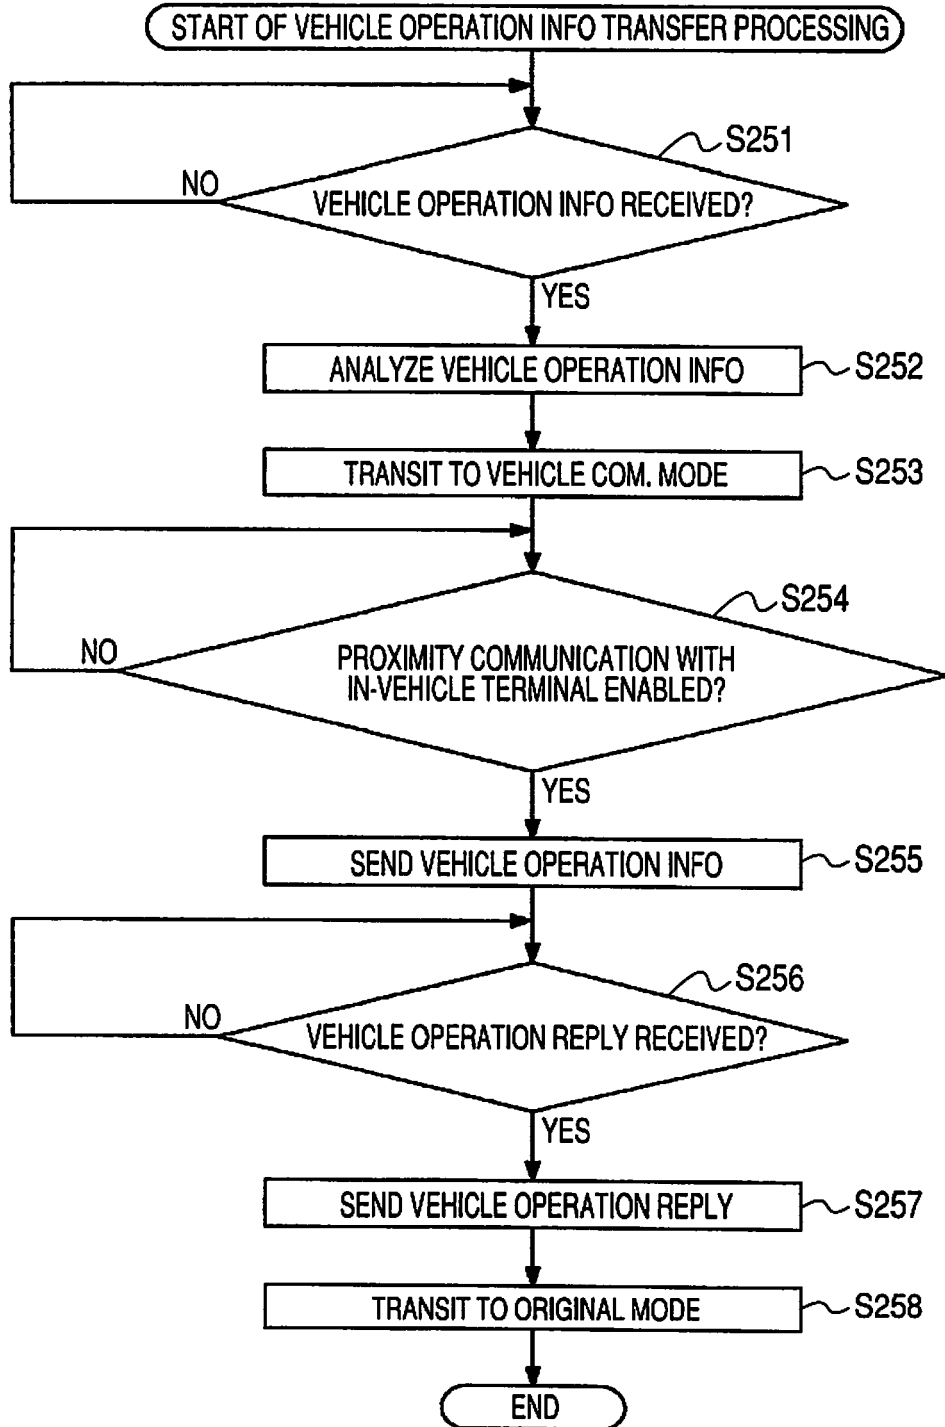 START OF VEHICLE OPERATION INFO TRANSFER PROCESSING
S251
NO
VEHICLE OPERATION INFO RECEIVED?
YES
ANALYZE VEHICLE OPERATION INFO
S252
TRANSIT TO VEHICLE COM. MODE
S253
S254
NO
PROXIMITY COMMUNICATION WITH
IN-VEHICLE TERMINAL ENABLED?
YES
SEND VEHICLE OPERATION INFO
S255
S256
NO
VEHICLE OPERATION REPLY RECEIVED?
YES
SEND VEHICLE OPERATION REPLY
S257
TRANSIT TO ORIGINAL MODE
S258
END